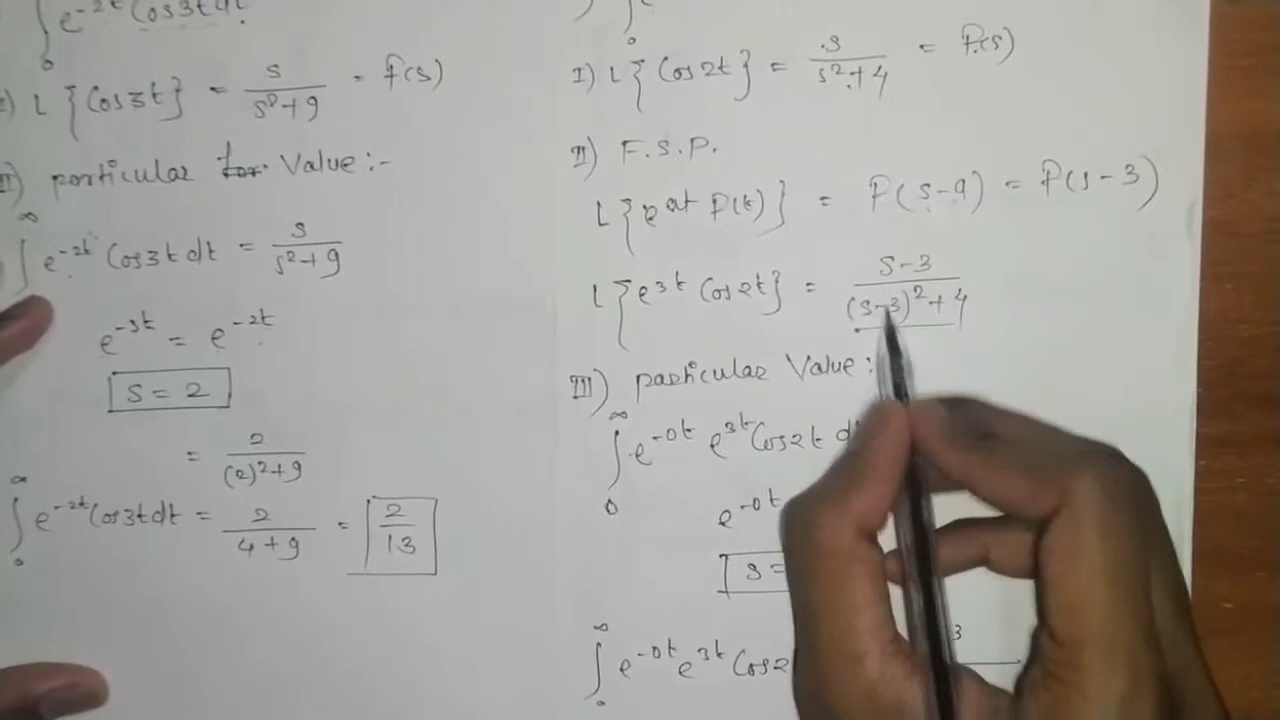 ∫₀ e^-2t Cos3t dt
I) L {Cos3t} = s/(s²+9) = f(s)
II) particular for Value:-
∫₀^∞ e^-2t Cos3t dt = s/(s²+9)
e^-st = e^-2t
s = 2
= 2/((2)²+9)
∫₀^∞ e^-2t Cos3t dt = 2/(4+9) = 2/13
I) L {Cos2t} = s/(s²+4) = F(s)
II) F.S.P.
L {e^at F(t)} = F(s-a) = F(s-3)
L {e^3t Cos2t} = (s-3)/((s-3)²+4)
III) particular Value:
∫₀^∞ e^-0t e^3t Cos2t d
e^-0t
s =
∫₀^∞ e^-0t e^3t Cos2
3